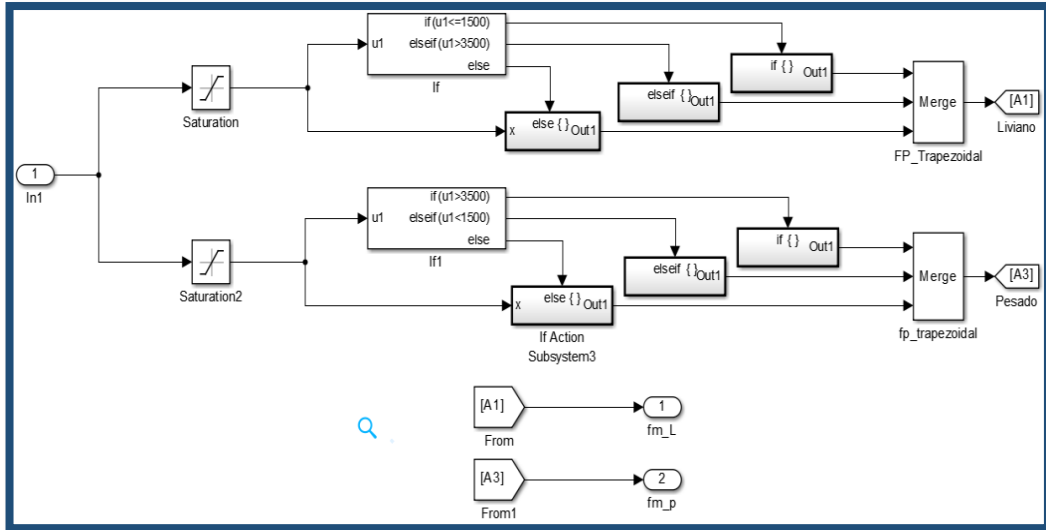 if(u1<=1500)
u1
elseif(u1>3500)
else
If
if { }
Out1
elseif { }
Out1
x
else { }
Out1
Merge
FP_Trapezoidal
[A1]
Liviano
Saturation
1
In1
if(u1>3500)
u1
elseif(u1<1500)
else
If1
if { }
Out1
elseif { }
Out1
x
else { }
Out1
If Action
Subsystem3
Merge
fp_trapezoidal
[A3]
Pesado
Saturation2
[A1]
From
1
fm_L
[A3]
From1
2
fm_p